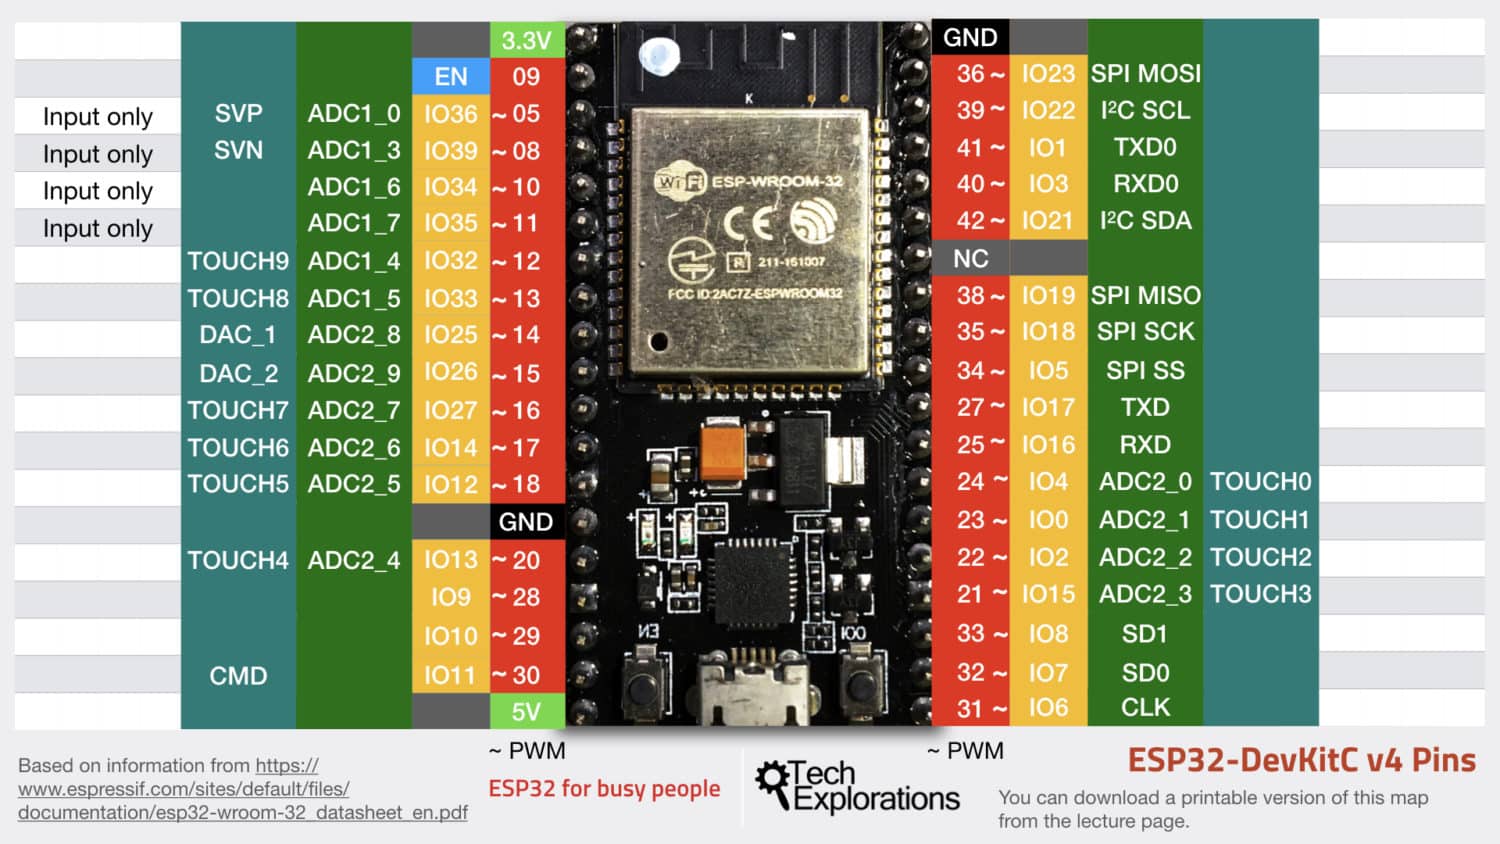 3.3V
EN 09
Input only SVP ADC1_0 IO36 ~ 05
Input only SVN ADC1_3 IO39 ~ 08
Input only ADC1_6 IO34 ~ 10
Input only ADC1_7 IO35 ~ 11
TOUCH9 ADC1_4 IO32 ~ 12
TOUCH8 ADC1_5 IO33 ~ 13
DAC_1 ADC2_8 IO25 ~ 14
DAC_2 ADC2_9 IO26 ~ 15
TOUCH7 ADC2_7 IO27 ~ 16
TOUCH6 ADC2_6 IO14 ~ 17
TOUCH5 ADC2_5 IO12 ~ 18
GND
TOUCH4 ADC2_4 IO13 ~ 20
IO9 ~ 28
IO10 ~ 29
CMD IO11 ~ 30
5V
~ PWM
K
WiFi ESP-WROOM-32
CE
R 211-161007
FCC ID:2AC7Z-ESPWROOM32
EN
IO0
GND
36 ~ IO23 SPI MOSI
39 ~ IO22 I²C SCL
41 ~ IO1 TXD0
40 ~ IO3 RXD0
42 ~ IO21 I²C SDA
NC
38 ~ IO19 SPI MISO
35 ~ IO18 SPI SCK
34 ~ IO5 SPI SS
27 ~ IO17 TXD
25 ~ IO16 RXD
24 ~ IO4 ADC2_0 TOUCH0
23 ~ IO0 ADC2_1 TOUCH1
22 ~ IO2 ADC2_2 TOUCH2
21 ~ IO15 ADC2_3 TOUCH3
33 ~ IO8 SD1
32 ~ IO7 SD0
31 ~ IO6 CLK
~ PWM
Based on information from https://
www.espressif.com/sites/default/files/
documentation/esp32-wroom-32_datasheet_en.pdf
ESP32 for busy people
Tech
Explorations
ESP32-DevKitC v4 Pins
You can download a printable version of this map
from the lecture page.